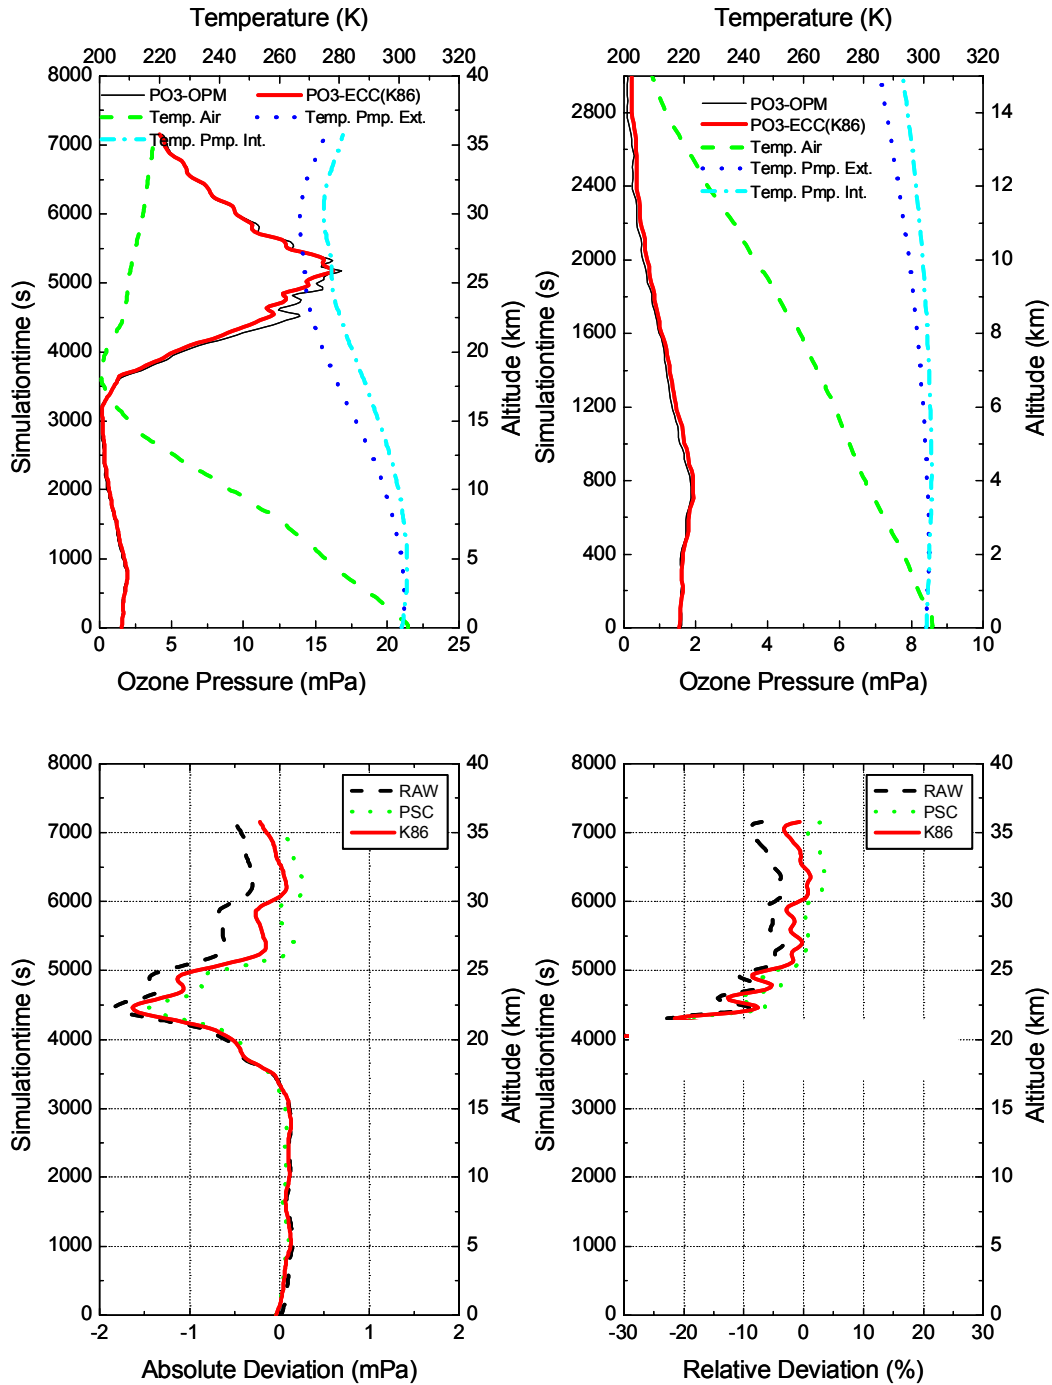 Temperature (K)
200 220 240 260 280 300 320
8000
7000
6000
5000
4000
3000
2000
1000
0
Simulationtime (s)
PO3-OPM
PO3-ECC(K86)
Temp. Air
Temp. Pmp. Ext.
Temp. Pmp. Int.
40
35
30
25
20
15
10
5
0
Altitude (km)
0 5 10 15 20 25
Ozone Pressure (mPa)
Temperature (K)
200 220 240 260 280 300 320
2800
2400
2000
1600
1200
800
400
0
Simulationtime (s)
PO3-OPM
PO3-ECC(K86)
Temp. Air
Temp. Pmp. Ext.
Temp. Pmp. Int.
14
12
10
8
6
4
2
0
Altitude (km)
0 2 4 6 8 10
Ozone Pressure (mPa)
8000
7000
6000
5000
4000
3000
2000
1000
0
Simulationtime (s)
RAW
PSC
K86
40
35
30
25
20
15
10
5
0
Altitude (km)
-2 -1 0 1 2
Absolute Deviation (mPa)
8000
7000
6000
5000
4000
3000
2000
1000
0
Simulationtime (s)
RAW
PSC
K86
40
35
30
25
20
15
10
5
0
Altitude (km)
-30 -20 -10 0 10 20 30
Relative Deviation (%)